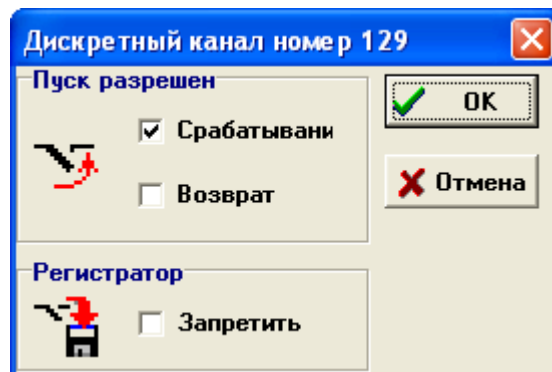 Дискретный канал номер 129
Пуск разрешен
Срабатывани
Возврат
OK
Отмена
Регистратор
Запретить